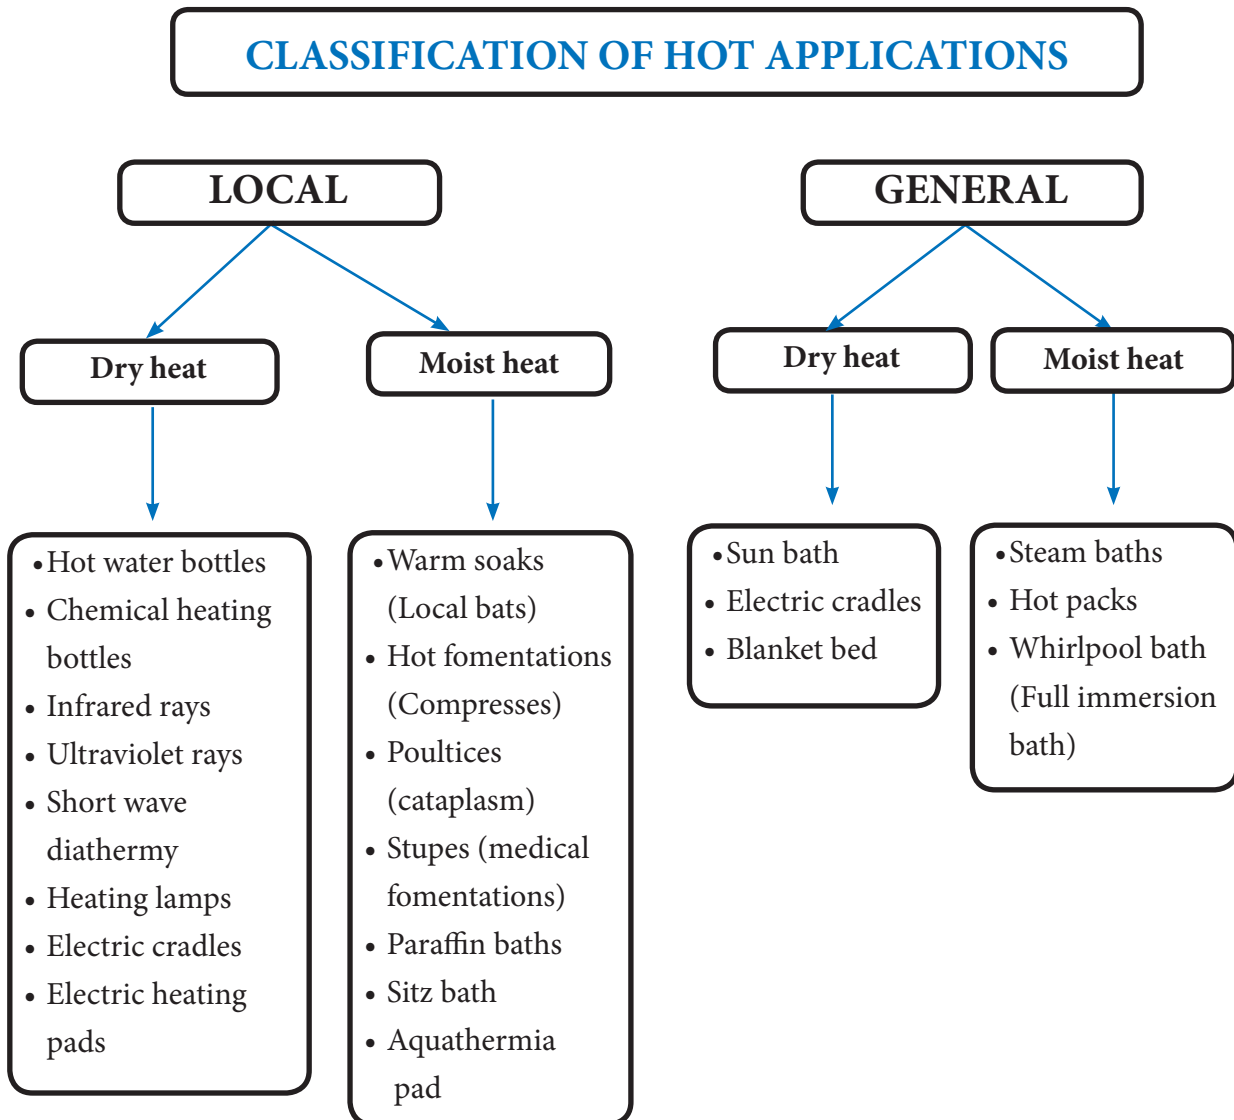 CLASSIFICATION OF HOT APPLICATIONS
LOCAL
GENERAL
Dry heat
Moist heat
Dry heat
Moist heat
• Hot water bottles
• Chemical heating
bottles
• Infrared rays
• Ultraviolet rays
• Short wave
diathermy
• Heating lamps
• Electric cradles
• Electric heating
pads
• Warm soaks
(Local bats)
• Hot fomentations
(Compresses)
• Poultices
(cataplasm)
• Stupes (medical
fomentations)
• Paraffin baths
• Sitz bath
• Aquathermia
pad
• Sun bath
• Electric cradles
• Blanket bed
• Steam baths
• Hot packs
• Whirlpool bath
(Full immersion
bath)